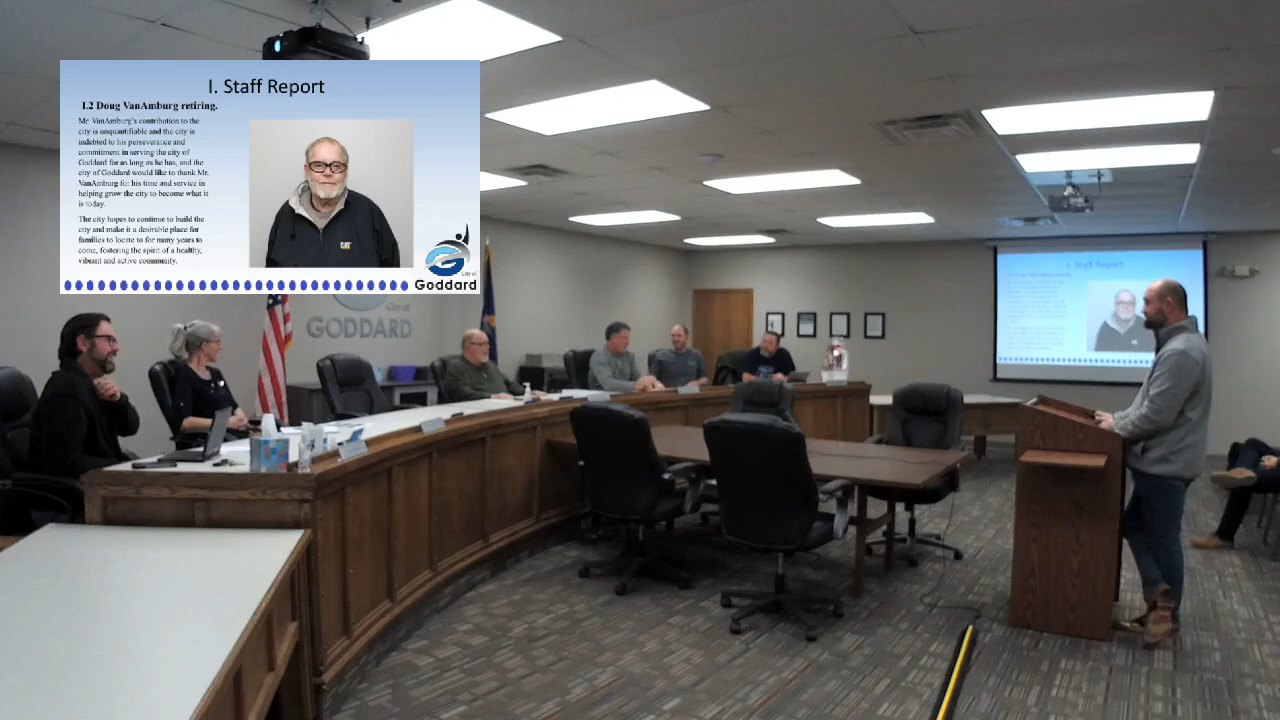 I. Staff Report
I.2 Doug VanAmburg retiring.
Mr. VanAmburg's contribution to the
city is unquantifiable and the city is
indebted to his perseverance and
commitment in serving the city of
Goddard for as long as he has, and the
city of Goddard would like to thank Mr.
VanAmburg for his time and service in
helping grow the city to become what it
is today.
The city hopes to continue to build the
city and make it a desirable place for
families to locate to for many years to
come, fostering the spirit of a healthy,
vibrant and active community.
CAT
City of
Goddard
City of
GODDARD
I. Staff Report